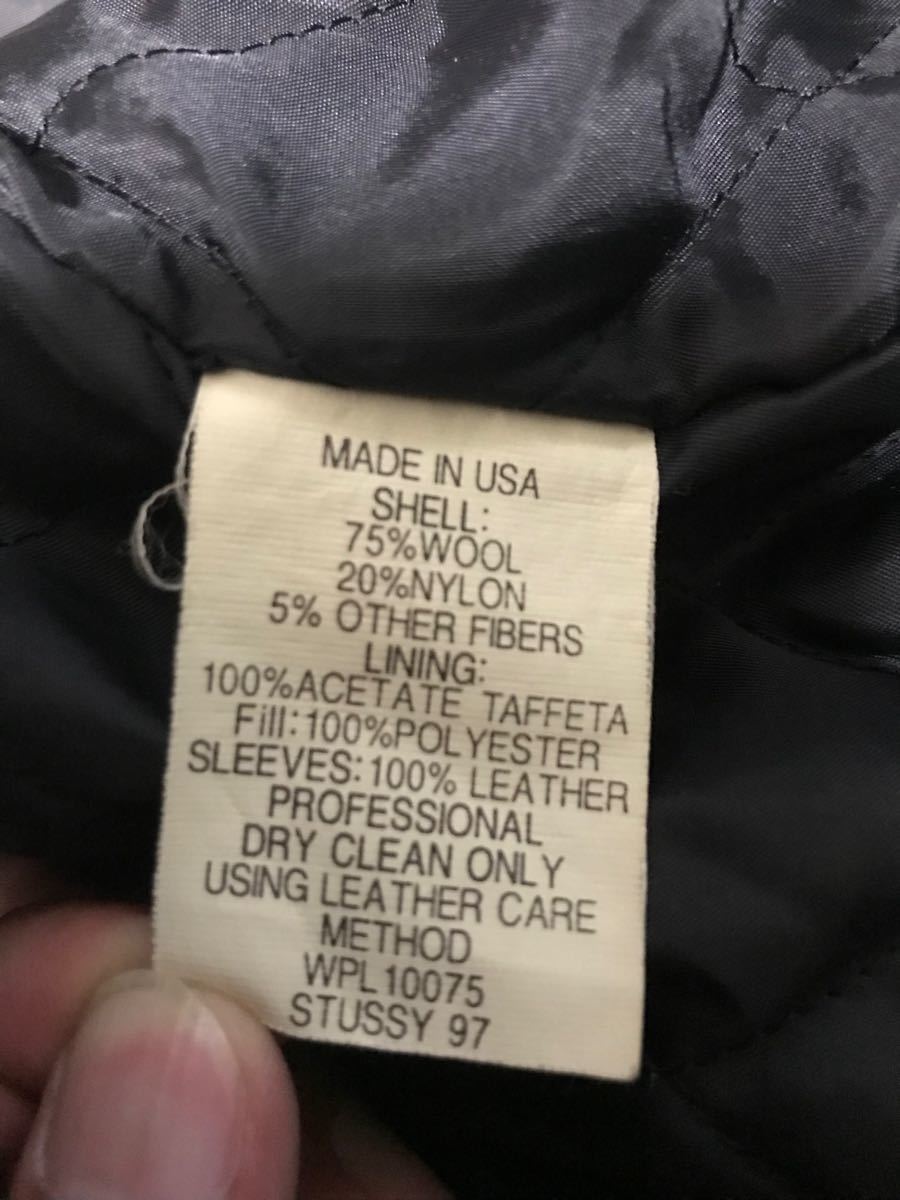 MADE IN USA
SHELL:
75%WOOL
20%NYLON
5% OTHER FIBERS
LINING:
100%ACETATE TAFFETA
Fill:100%POLYESTER
SLEEVES:100% LEATHER
PROFESSIONAL
DRY CLEAN ONLY
USING LEATHER CARE
METHOD
WPL10075
STUSSY 97